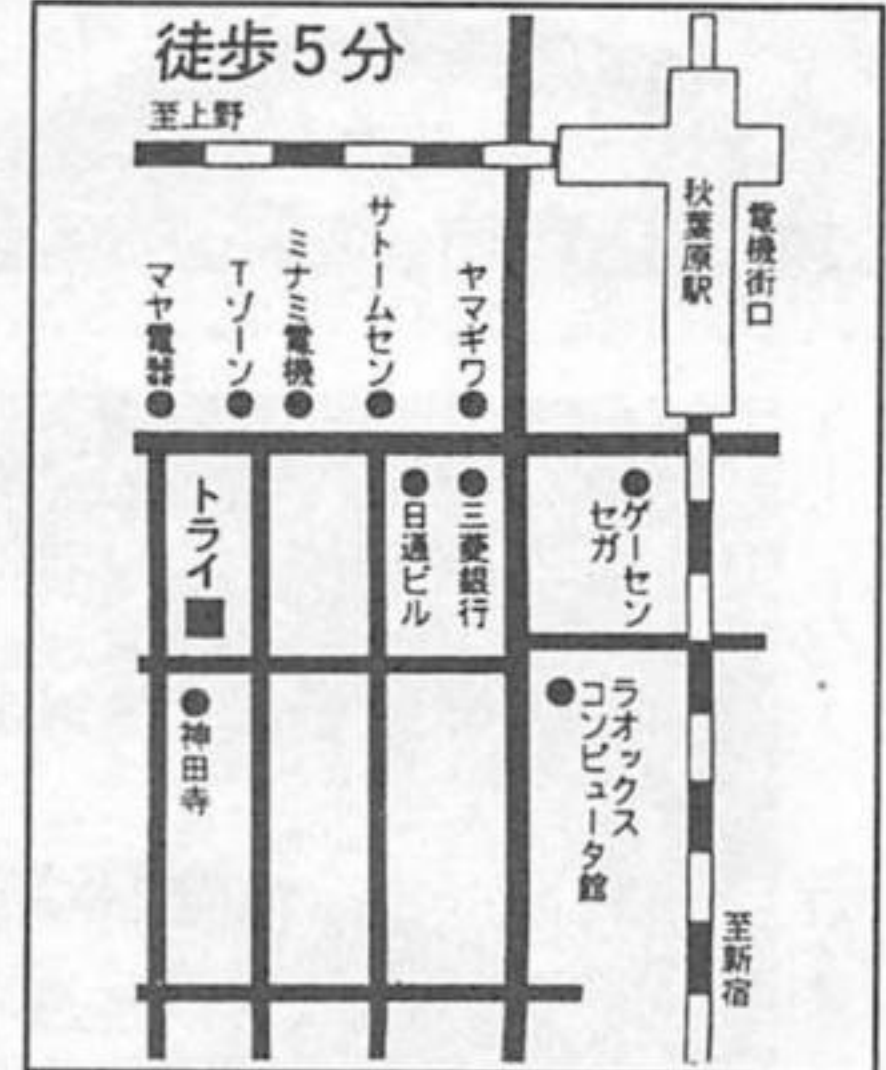 徒歩5分
至上野
秋葉原駅
電機街口
マヤ電器
Tゾーン
ミナミ電機
サトームセン
ヤマギワ
トライ
日通ビル
三菱銀行
ゲーセン
セガ
神田寺
ラオックス
コンピュータ館
至新宿